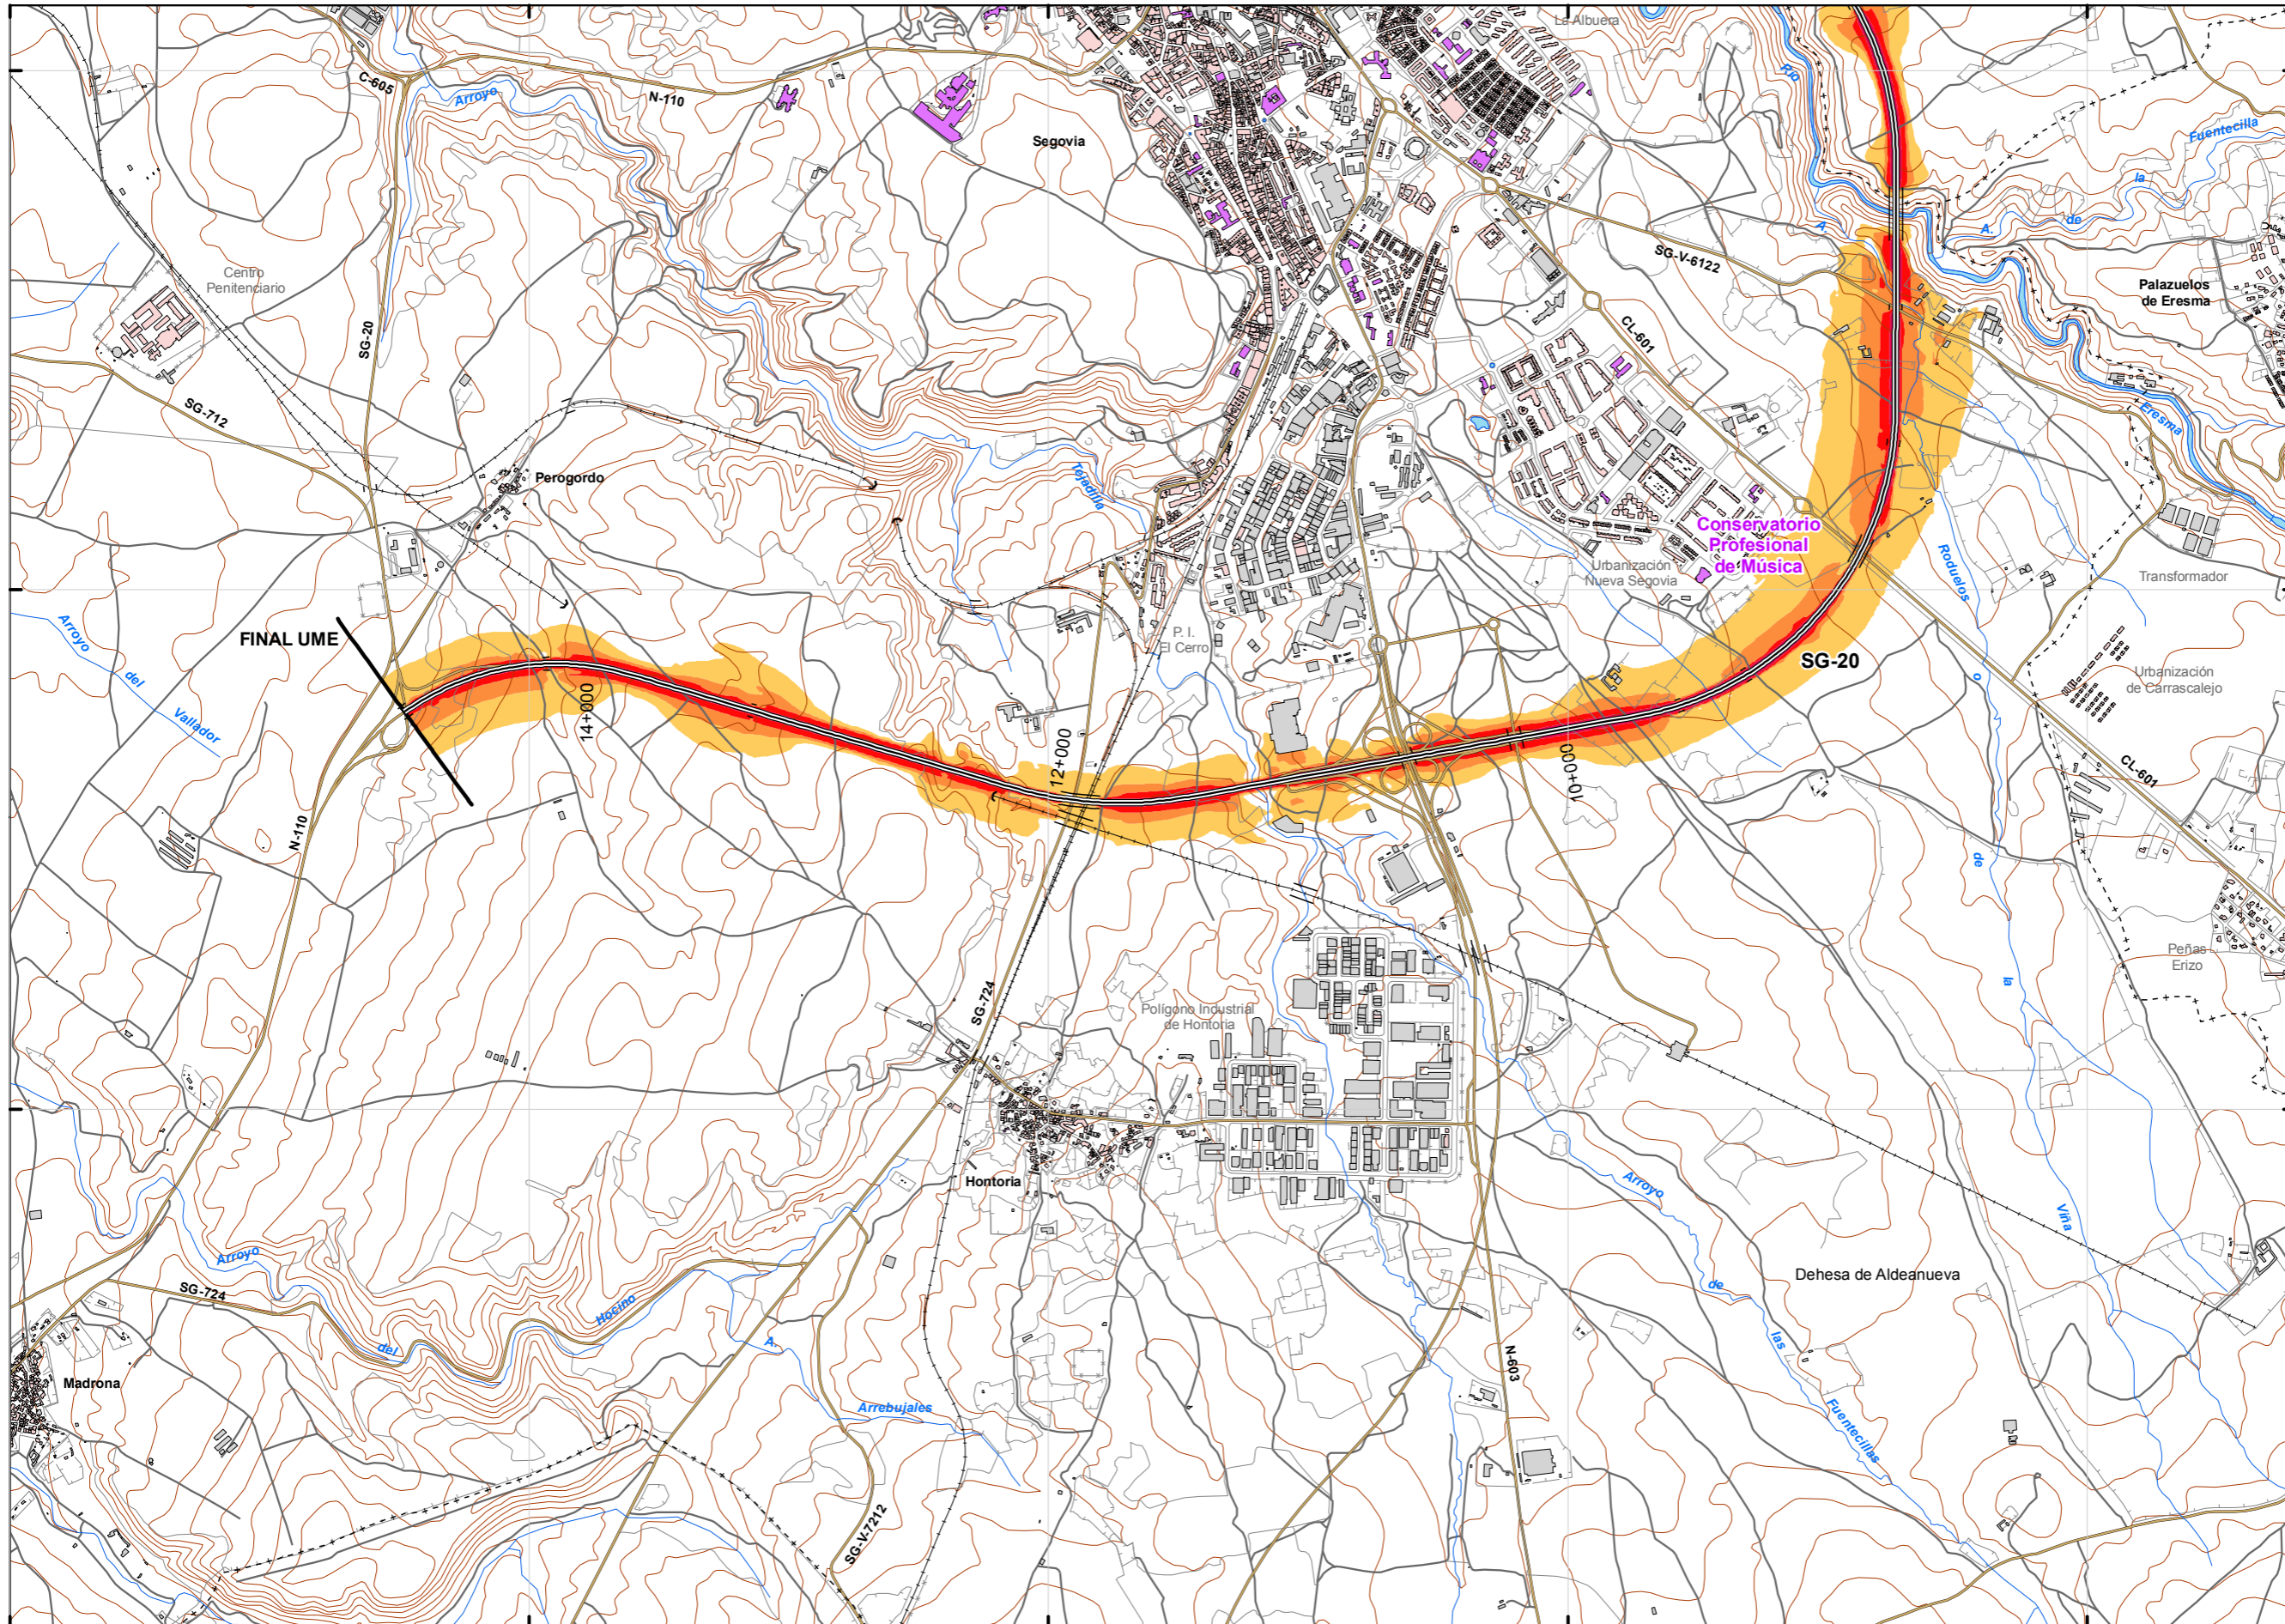 La Albuera
C-605
Arroyo
N-110
Río
Fuentecilla
la
de
A.
Segovia
A.
SG-V-6122
Centro
Penitenciario
Palazuelos
de Eresma
SG-20
CL-601
SG-712
Eresma
Perogordo
Tejadilla
Conservatorio
Profesional
de Música
Urbanización
Nueva Segovia
Roduelos
Transformador
Arroyo
del
Vallador
FINAL UME
P. I.
El Cerro
SG-20
o
Urbanización
de Carrascalejo
14+000
12+000
10+000
CL-601
N-110
de
Peñas
Erizo
la
SG-724
Polígono Industrial
de Hontoria
Hontoria
Arroyo
Viña
Arroyo
SG-724
Hocino
del
A.
de
Dehesa de Aldeanueva
las
Madrona
N-603
Arrebujales
Fuentecillas
SG-V-7212